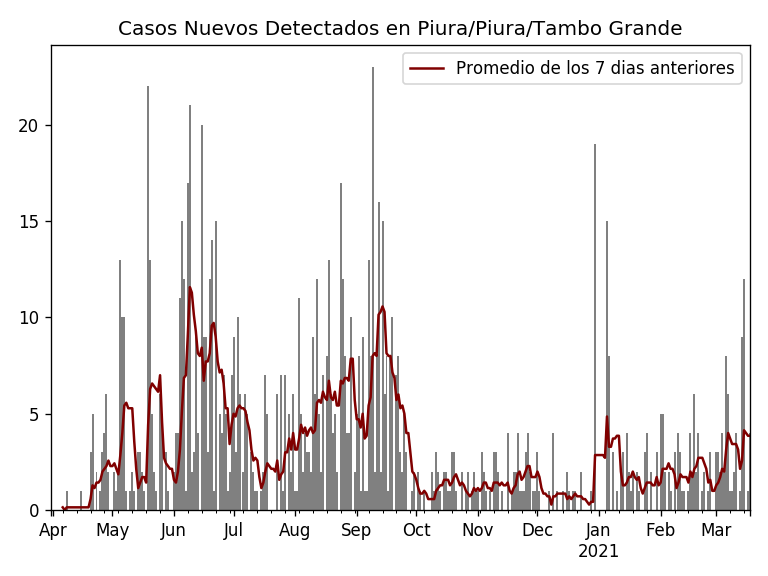 Casos Nuevos Detectados en Piura/Piura/Tambo Grande
Promedio de los 7 dias anteriores
20
15
10
5
0
Apr May Jun Jul Aug Sep Oct Nov Dec Jan Feb Mar
2021